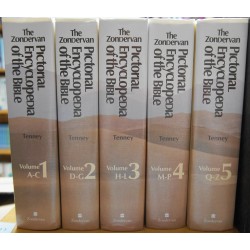 The
Zondervan
Pictorial
Encyclopedia
of the Bible
Tenney
Volume 1
A-C
The
Zondervan
Pictorial
Encyclopedia
of the Bible
Tenney
Volume 2
D-G
The
Zondervan
Pictorial
Encyclopedia
of the Bible
Tenney
Volume 3
H-L
The
Zondervan
Pictorial
Encyclopedia
of the Bible
Tenney
Volume 4
M-P
The
Zondervan
Pictorial
Encyclopedia
of the Bible
Tenney
Volume 5
Q-Z